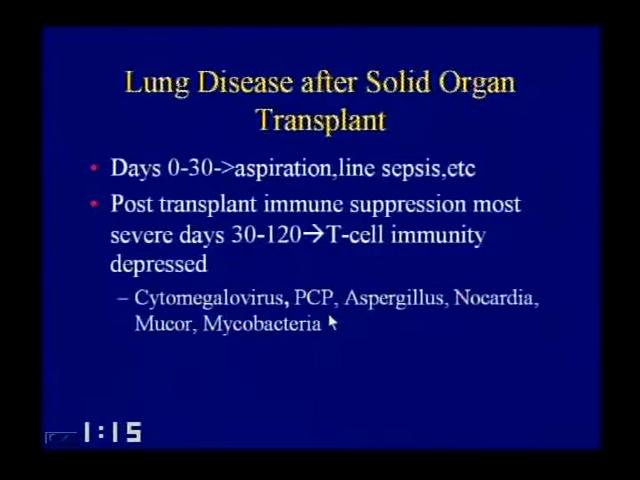 Lung Disease after Solid Organ
Transplant
• Days 0-30->aspiration,line sepsis,etc
• Post transplant immune suppression most
severe days 30-120→T-cell immunity
depressed
– Cytomegalovirus, PCP, Aspergillus, Nocardia,
Mucor, Mycobacteria
1:15